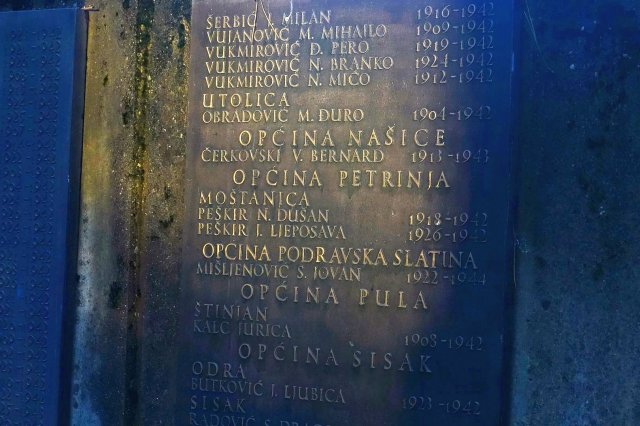 ŠERBIĆ J. MILAN 1916-1942
VUJANOVIĆ M. MIHAJLO 1909-1942
VUKMIROVIĆ Đ. PERO 1919-1942
VUKMIROVIĆ N. BRANKO 1924-1942
VUKMIROVIĆ N. MIĆO 1912-1942
UTOLICA
OBRADOVIĆ M. ĐURO 1904-1942
OPĆINA NAŠICE
ČERKOVSKI V. BERNARD 1913-1943
OPĆINA PETRINJA
MOŠTANICA
PEŠKIR N. DUŠAN 1918-1942
PEŠKIR J. LJEPOSAVA 1926-1942
OPĆINA PODRAVSKA SLATINA
MIŠLJENOVIĆ S. JOVAN 1922-1944
OPĆINA PULA
ŠTINJAN
KALC JURICA 1908-1942
OPĆINA SISAK
ODRA
BUTKOVIĆ J. LJUBICA 1923-1942
SISAK
RADOVIĆ S.